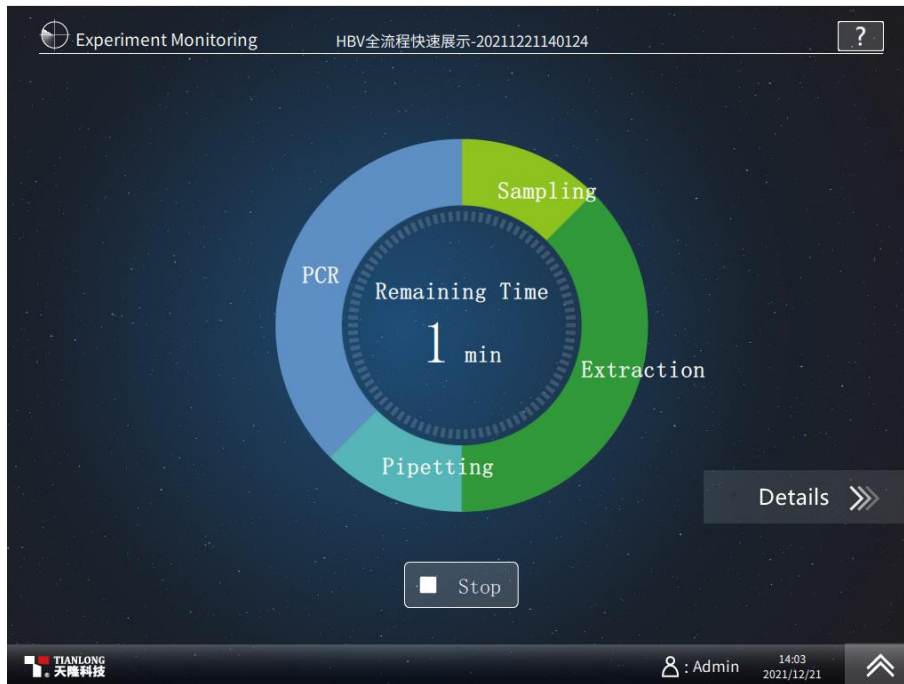 Experiment Monitoring
HBV全流程快速展示-20211221140124
?
Sampling
PCR
Remaining Time
1 min
Extraction
Pipetting
Details
Stop
TIANLONG
天隆科技
: Admin
14:03
2021/12/21